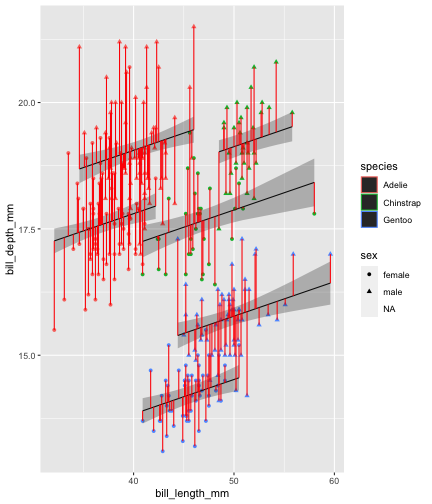 20.0
17.5
15.0
bill_depth_mm
40
50
60
bill_length_mm
species
Adelie
Chinstrap
Gentoo
sex
female
male
NA